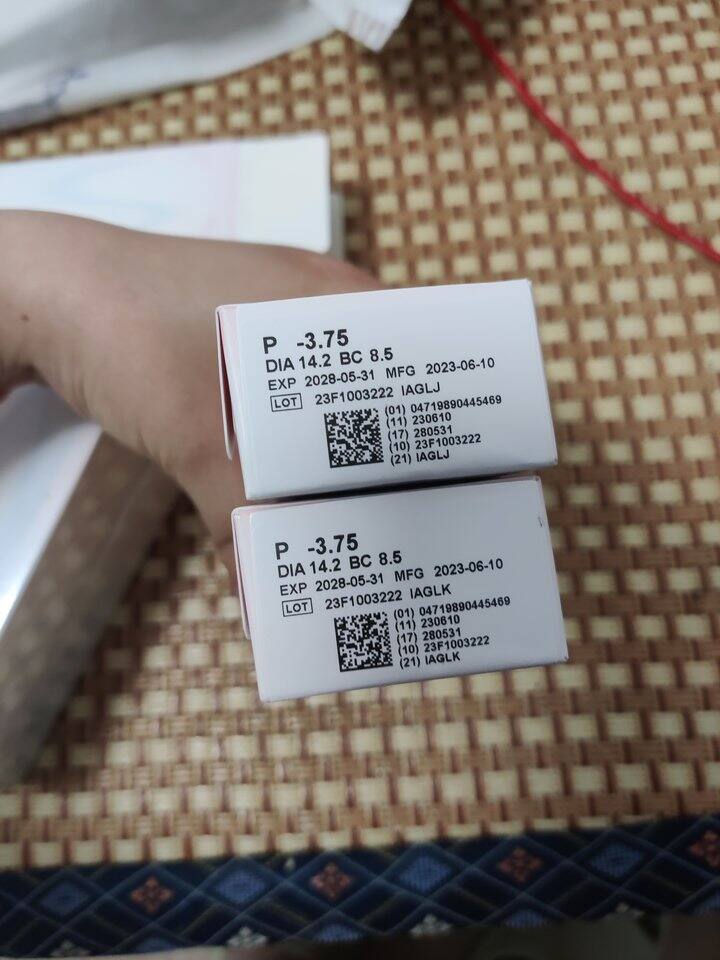 P -3.75
DIA 14.2 BC 8.5
EXP 2028-05-31 MFG 2023-06-10
LOT 23F1003222 IAGLJ
(01) 04719890445469
(11) 230610
(17) 280531
(10) 23F1003222
(21) IAGLJ
P -3.75
DIA 14.2 BC 8.5
EXP 2028-05-31 MFG 2023-06-10
LOT 23F1003222 IAGLK
(01) 04719890445469
(11) 230610
(17) 280531
(10) 23F1003222
(21) IAGLK